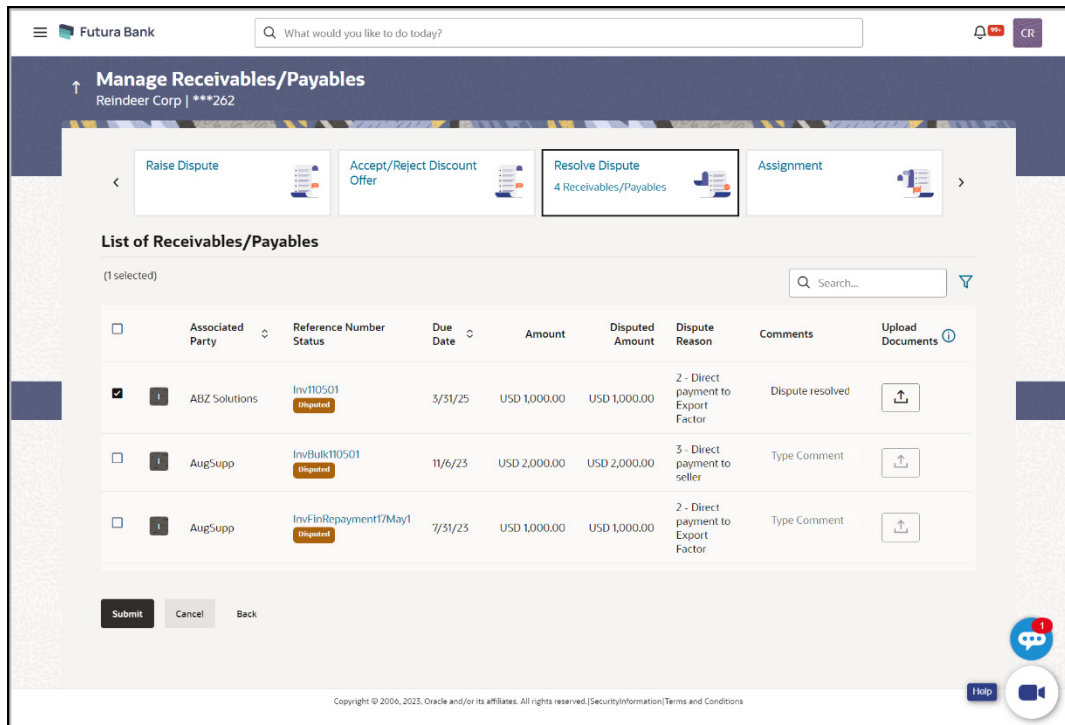 Futura Bank
What would you like to do today?
99+
CR
Manage Receivables/Payables
Reindeer Corp | ***262
Raise Dispute
Accept/Reject Discount
Offer
Resolve Dispute
4 Receivables/Payables
Assignment
List of Receivables/Payables
(1 selected)
Search...
Associated
Party
Reference Number
Status
Due
Date
Amount
Disputed
Amount
Dispute
Reason
Comments
Upload
Documents
I
ABZ Solutions
Inv110501
Disputed
3/31/25
USD 1,000.00
USD 1,000.00
2 - Direct
payment to
Export
Factor
Dispute resolved
I
AugSupp
InvBulk110501
Disputed
11/6/23
USD 2,000.00
USD 2,000.00
3 - Direct
payment to
seller
Type Comment
I
AugSupp
InvFinRepayment17May1
Disputed
7/31/23
USD 1,000.00
USD 1,000.00
2 - Direct
payment to
Export
Factor
Type Comment
Submit
Cancel
Back
1
Help
Copyright © 2006, 2023, Oracle and/or its affiliates. All rights reserved.|SecurityInformation|Terms and Conditions